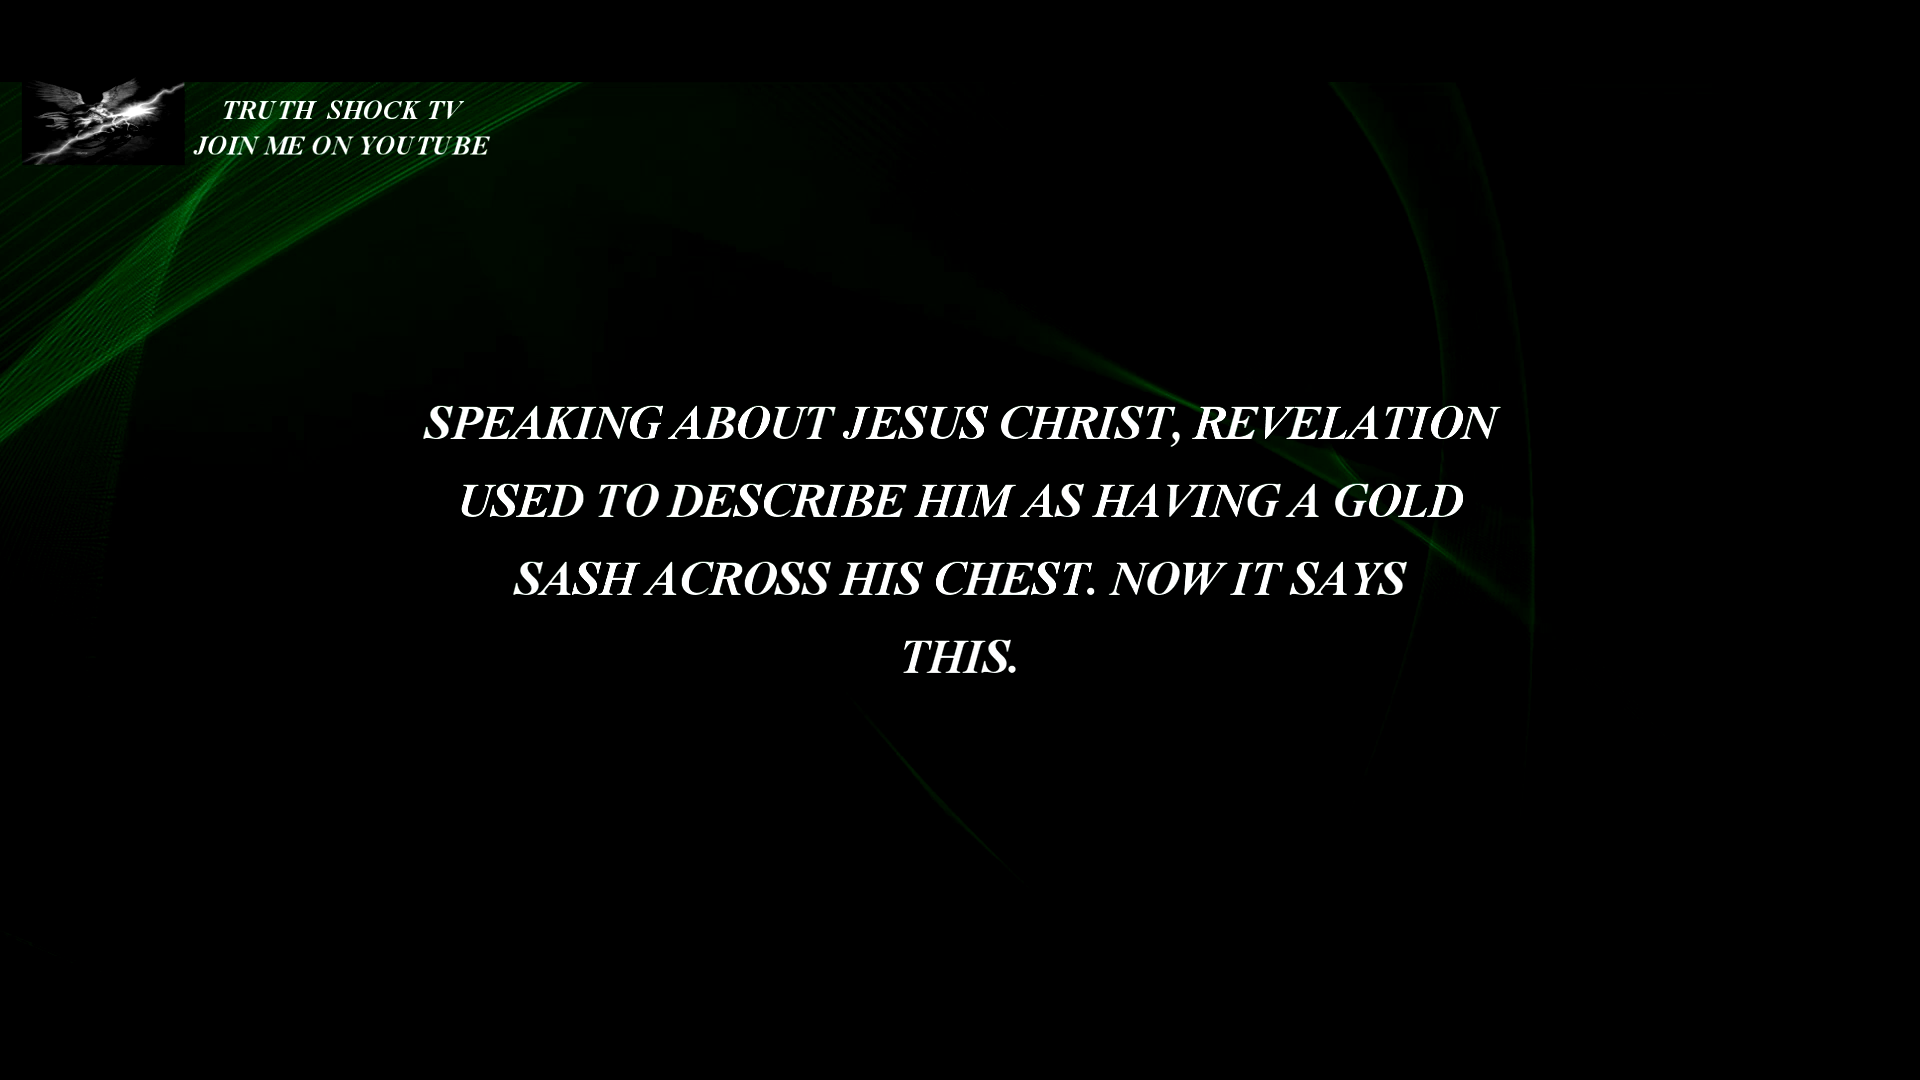 TRUTH SHOCK TV
JOIN ME ON YOUTUBE
SPEAKING ABOUT JESUS CHRIST, REVELATION
USED TO DESCRIBE HIM AS HAVING A GOLD
SASH ACROSS HIS CHEST. NOW IT SAYS
THIS.